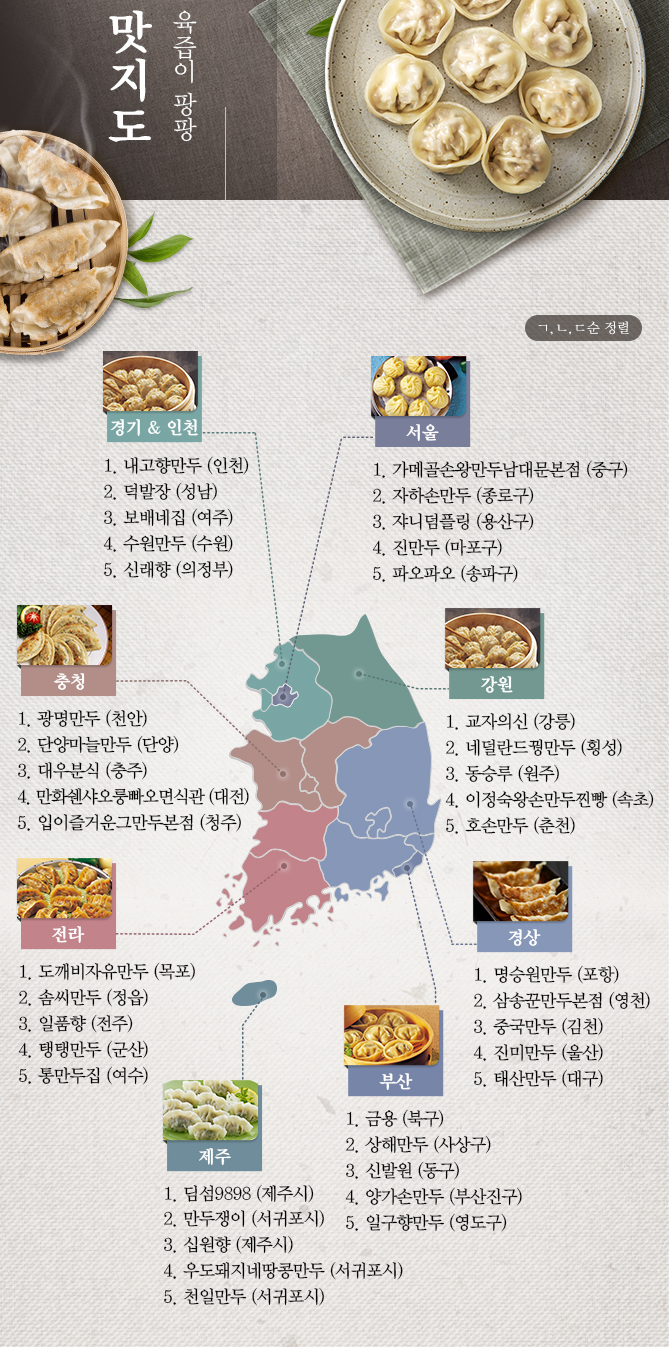 육즙이 팡팡
맛지도
ㄱ,ㄴ,ㄷ순 정렬
경기 & 인천
1. 내고향만두 (인천)
2. 덕발장 (성남)
3. 보배네집 (여주)
4. 수원만두 (수원)
5. 신래향 (의정부)
서울
1. 가메골손왕만두남대문본점 (중구)
2. 자하손만두 (종로구)
3. 쟈니덤플링 (용산구)
4. 진만두 (마포구)
5. 파오파오 (송파구)
충청
1. 광명만두 (천안)
2. 단양마늘만두 (단양)
3. 대우분식 (충주)
4. 만화쉔샤오롱빠오면식관 (대전)
5. 입이즐거운그만두본점 (청주)
강원
1. 교자의신 (강릉)
2. 네덜란드꿩만두 (횡성)
3. 동승루 (원주)
4. 이정숙왕손만두찐빵 (속초)
5. 호손만두 (춘천)
전라
1. 도깨비자유만두 (목포)
2. 솜씨만두 (정읍)
3. 일품향 (전주)
4. 탱탱만두 (군산)
5. 통만두집 (여수)
경상
1. 명승원만두 (포항)
2. 삼송꾼만두본점 (영천)
3. 중국만두 (김천)
4. 진미만두 (울산)
5. 태산만두 (대구)
부산
1. 금용 (북구)
2. 상해만두 (사상구)
3. 신발원 (동구)
4. 양가손만두 (부산진구)
5. 일구향만두 (영도구)
제주
1. 딤섬9898 (제주시)
2. 만두쟁이 (서귀포시)
3. 십원향 (제주시)
4. 우도돼지네땅콩만두 (서귀포시)
5. 천일만두 (서귀포시)